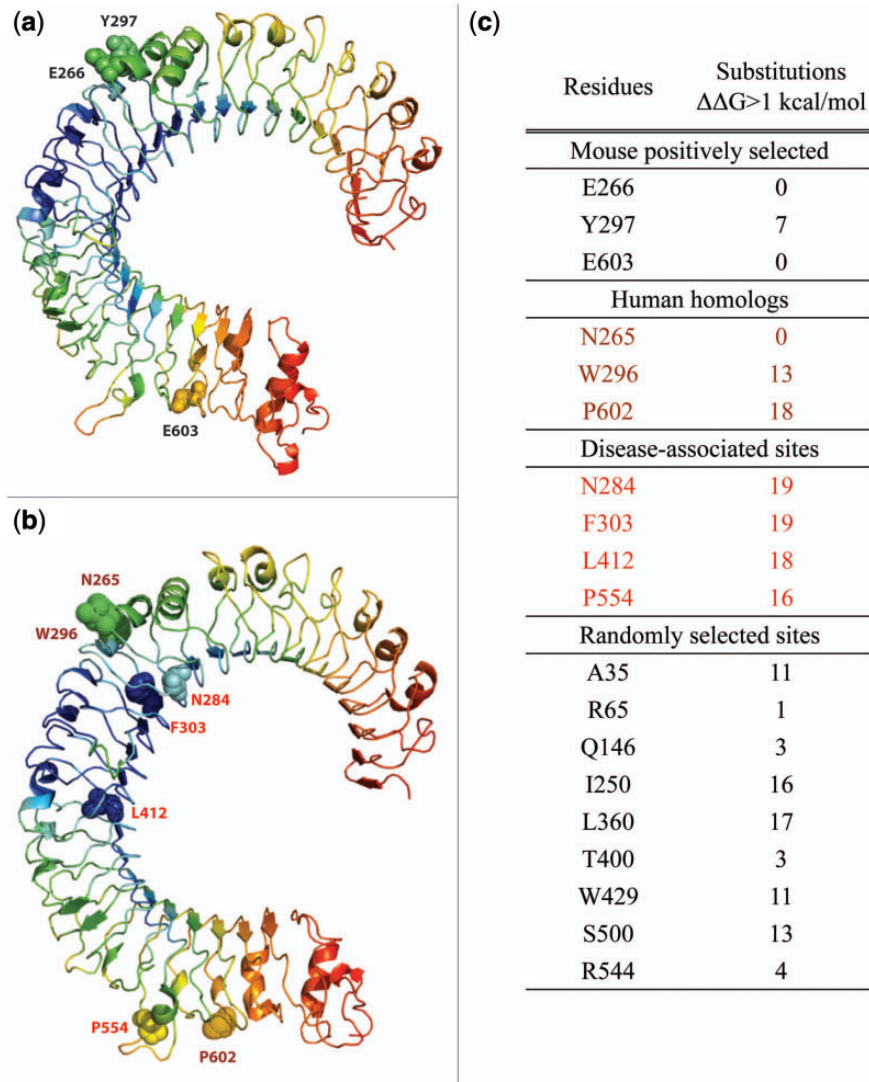 (a)
Y297
E266
E603
(b)
N265
W296
N284
F303
L412
P554
P602
(c)
Residues Substitutions
ΔΔG>1 kcal/mol
Mouse positively selected
E266 0
Y297 7
E603 0
Human homologs
N265 0
W296 13
P602 18
Disease-associated sites
N284 19
F303 19
L412 18
P554 16
Randomly selected sites
A35 11
R65 1
Q146 3
I250 16
L360 17
T400 3
W429 11
S500 13
R544 4